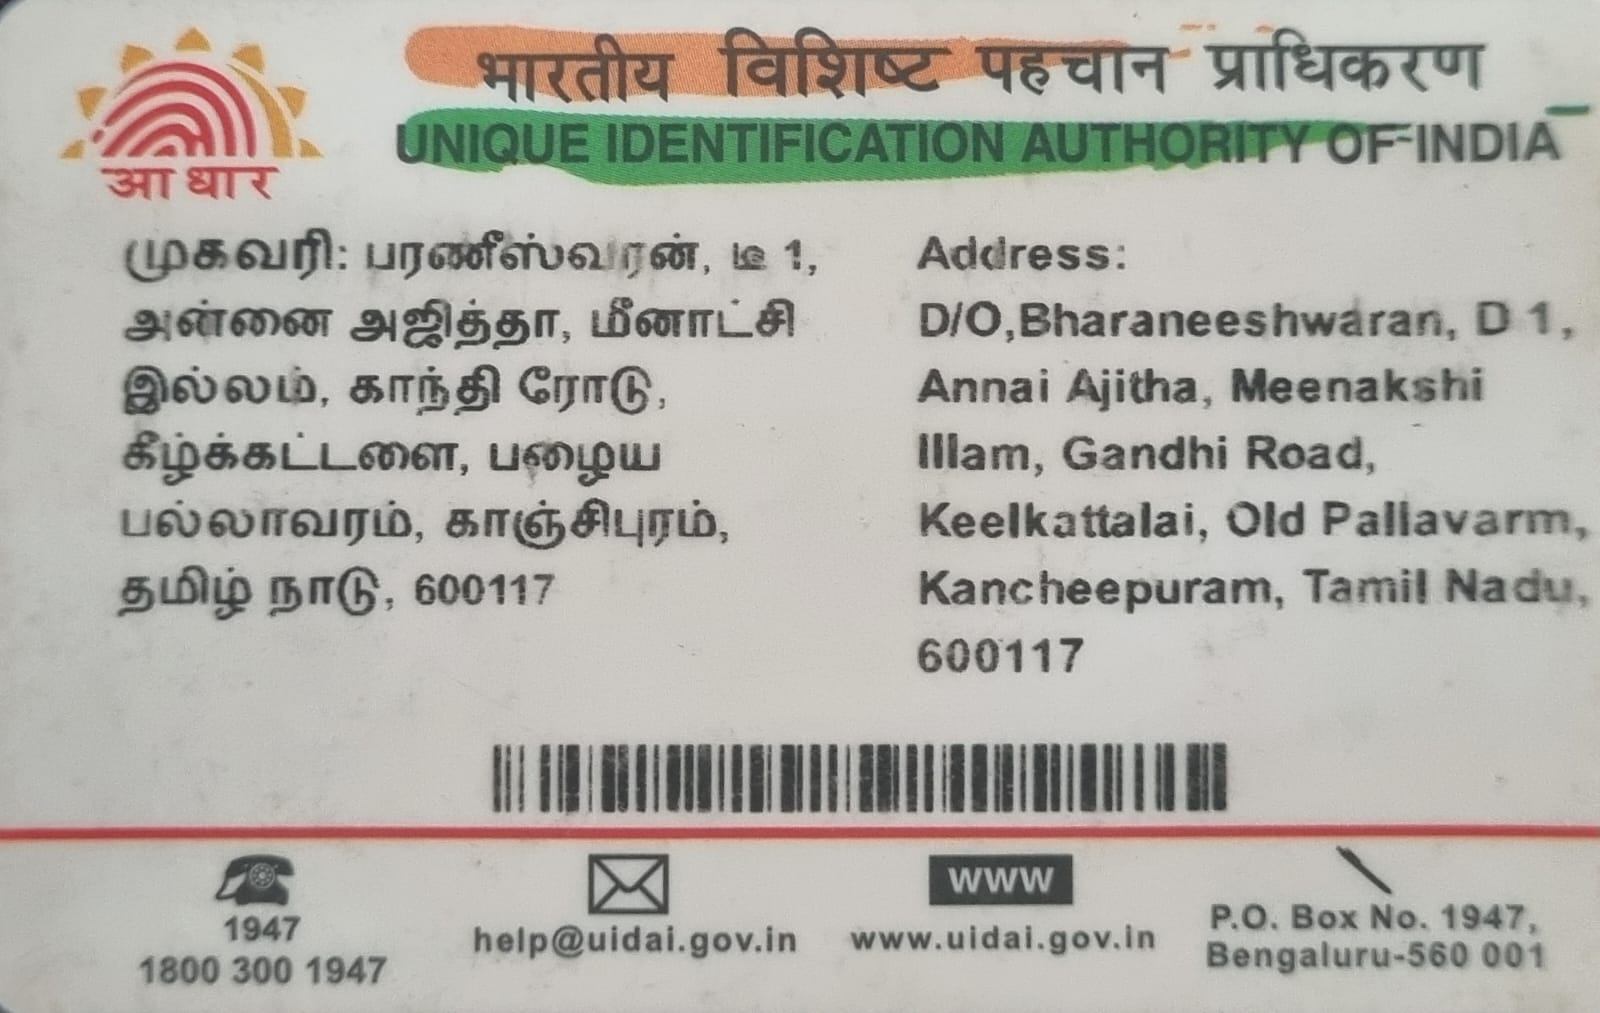 भारतीय विशिष्ट पहचान प्राधिकरण
UNIQUE IDENTIFICATION AUTHORITY OF INDIA
आधार
முகவரி: பரணீஸ்வரன், டி 1,
அன்னை அஜித்தா, மீனாட்சி
இல்லம், காந்தி ரோடு,
கீழ்க்கட்டளை, பழைய
பல்லாவரம், காஞ்சிபுரம்,
தமிழ் நாடு, 600117
Address:
D/O,Bharaneeshwaran, D 1,
Annai Ajitha, Meenakshi
Illam, Gandhi Road,
Keelkattalai, Old Pallavarm,
Kancheepuram, Tamil Nadu,
600117
1947
1800 300 1947
help@uidai.gov.in
www
www.uidai.gov.in
P.O. Box No. 1947,
Bengaluru-560 001